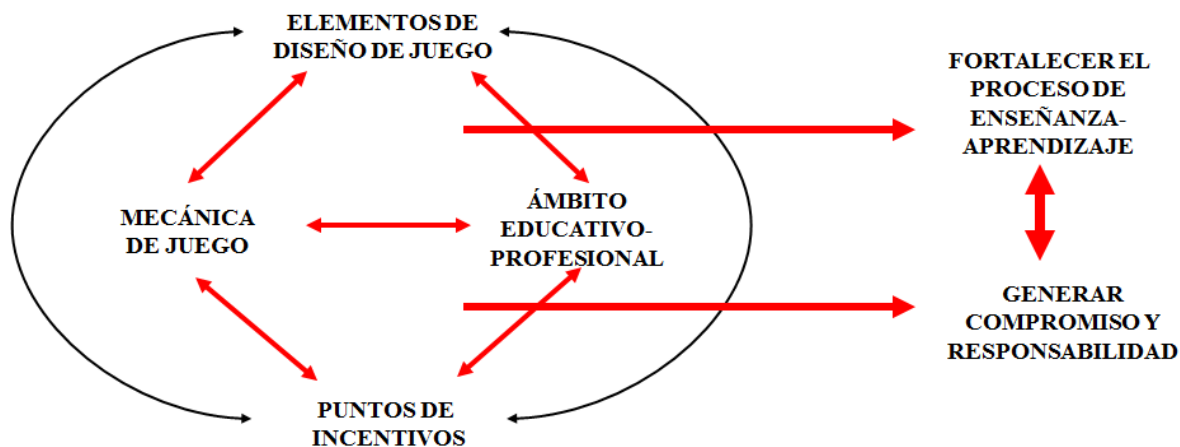 ELEMENTOS DE
DISEÑO DE JUEGO
MECÁNICA
DE JUEGO
ÁMBITO
EDUCATIVO-
PROFESIONAL
PUNTOS DE
INCENTIVOS
FORTALECER EL
PROCESO DE
ENSEÑANZA-
APRENDIZAJE
GENERAR
COMPROMISO Y
RESPONSABILIDAD